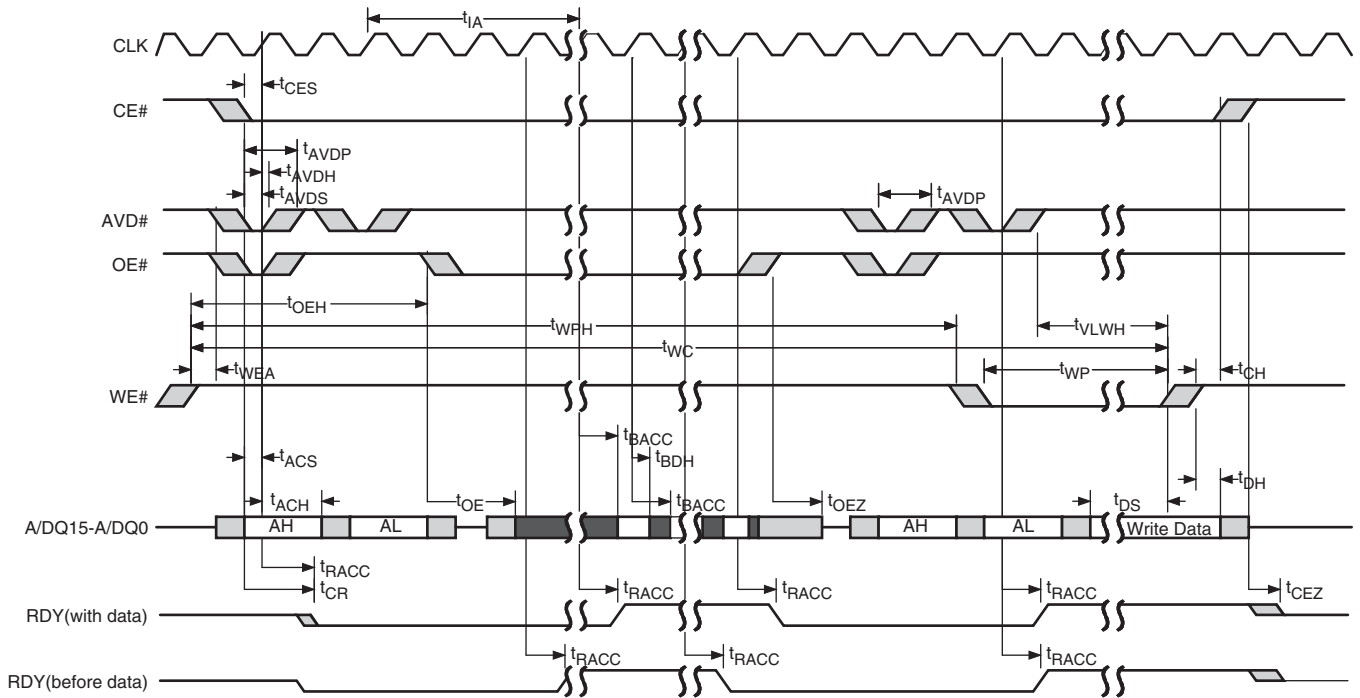 tIA
CLK
tCES
CE#
tAVDP
tAVDH
tAVDS
tAVDP
AVD#
OE#
tOEH
tWPH
tVLWH
tWC
tWEA
tWP
tCH
WE#
tBACC
tBDH
tACS
tACH
tOE
tBACC
tOEZ
tDS
tDH
A/DQ15-A/DQ0
AH
AL
AH
AL
Write Data
tRACC
tCR
tRACC
tRACC
tRACC
tCEZ
RDY(with data)
tRACC
tRACC
tRACC
RDY(before data)